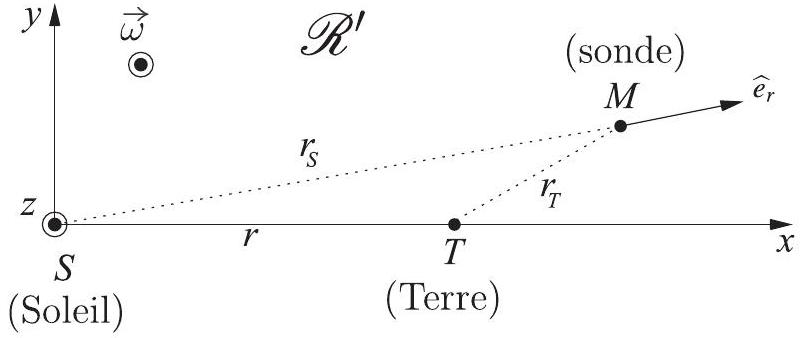 y
ω⃗
ℛ′
(sonde)
M
ê_r
r_S
r_T
z
r
x
S
T
(Soleil)
(Terre)